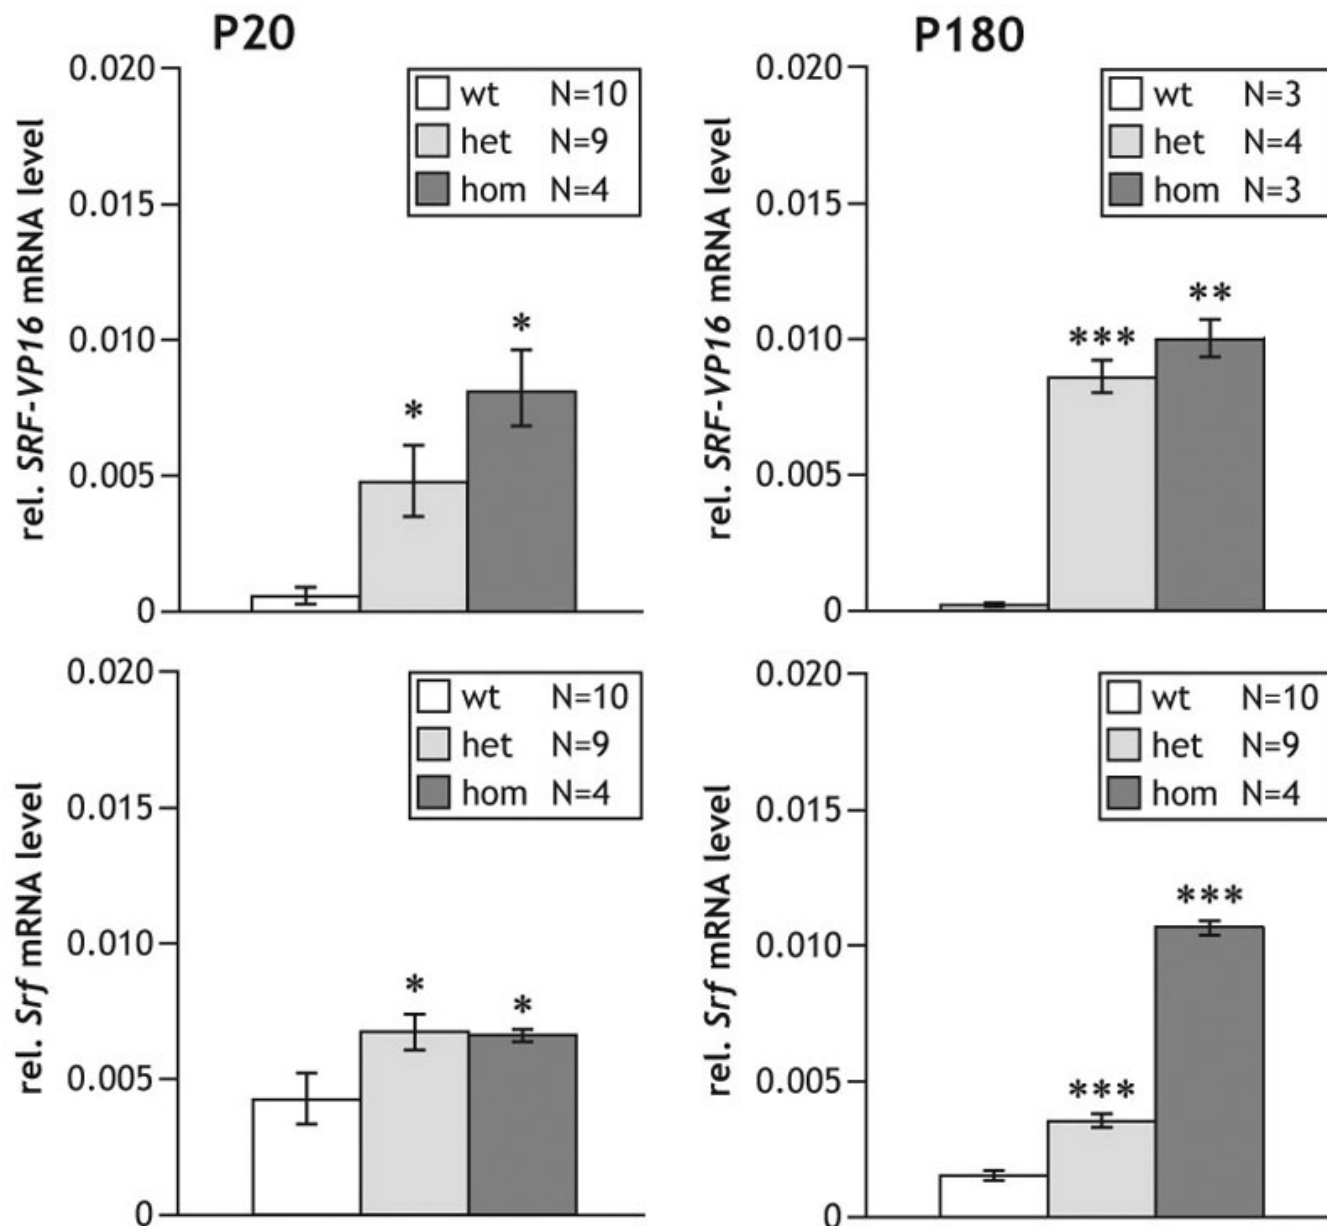 P20
rel. SRF-VP16 mRNA level
0.020
0.015
0.010
0.005
0
wt N=10
het N=9
hom N=4
*
*
P180
rel. SRF-VP16 mRNA level
0.020
0.015
0.010
0.005
0
wt N=3
het N=4
hom N=3
***
**
rel. Srf mRNA level
0.020
0.015
0.010
0.005
0
wt N=10
het N=9
hom N=4
*
*
rel. Srf mRNA level
0.020
0.015
0.010
0.005
0
wt N=10
het N=9
hom N=4
***
***